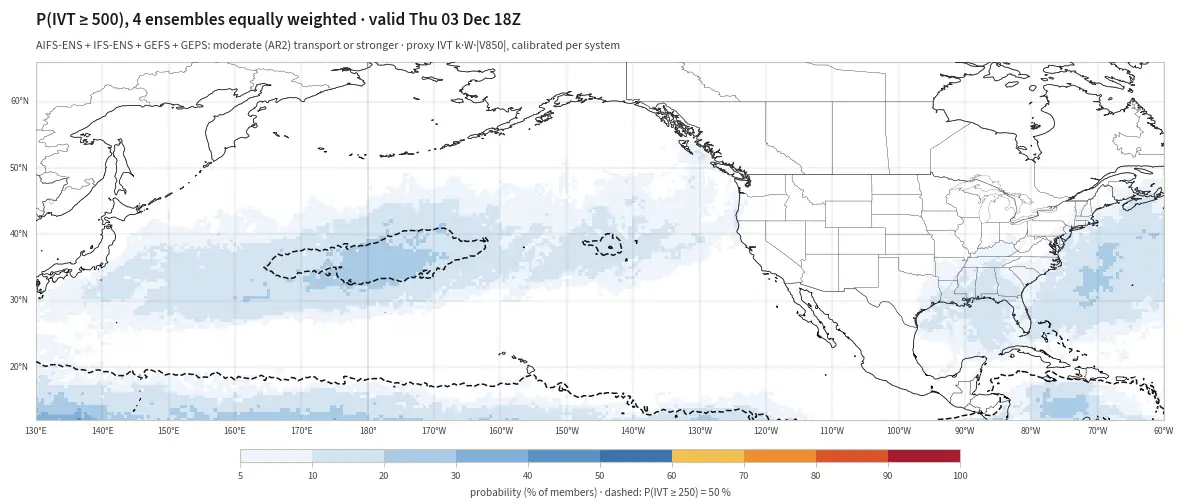 P(IVT ≥ 500), 4 ensembles equally weighted · valid Thu 03 Dec 18Z
AIFS-ENS + IFS-ENS + GEFS + GEPS: moderate (AR2) transport or stronger · proxy IVT k·W·|V850|, calibrated per system
60°N
50°N
40°N
30°N
20°N
130°E 140°E 150°E 160°E 170°E 180° 170°W 160°W 150°W 140°W 130°W 120°W 110°W 100°W 90°W 80°W 70°W 60°W
5 10 20 30 40 50 60 70 80 90 100
probability (% of members) · dashed: P(IVT ≥ 250) = 50 %